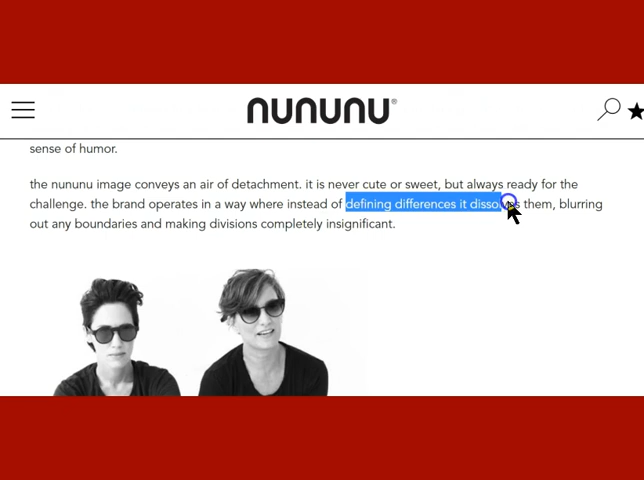 nununu®
sense of humor.
the nununu image conveys an air of detachment. it is never cute or sweet, but always ready for the
challenge. the brand operates in a way where instead of defining differences it dissolves them, blurring
out any boundaries and making divisions completely insignificant.